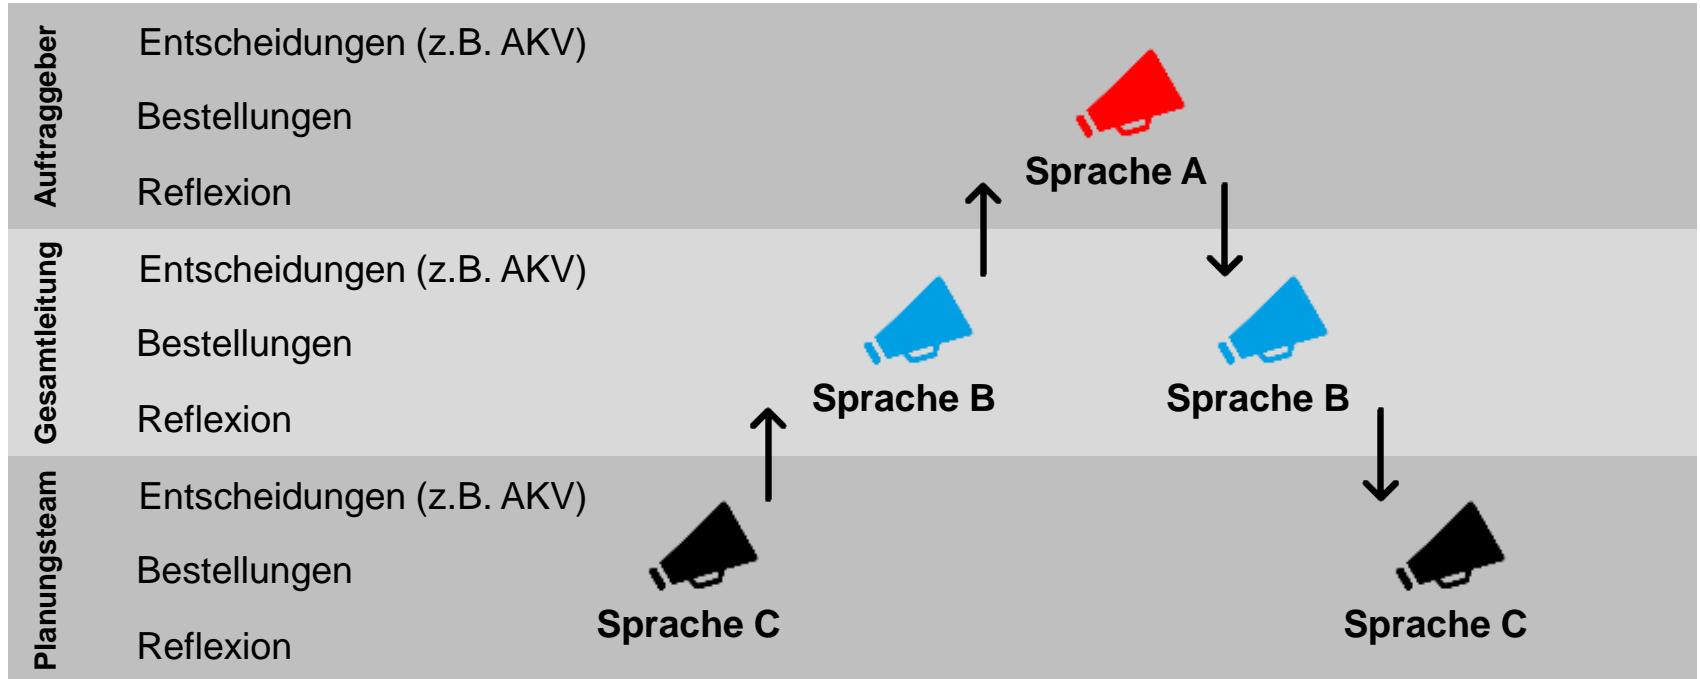 Auftraggeber
Entscheidungen (z.B. AKV)
Bestellungen
Reflexion
Sprache A
Gesamtleitung
Entscheidungen (z.B. AKV)
Bestellungen
Reflexion
Sprache B
Sprache B
Planungsteam
Entscheidungen (z.B. AKV)
Bestellungen
Reflexion
Sprache C
Sprache C